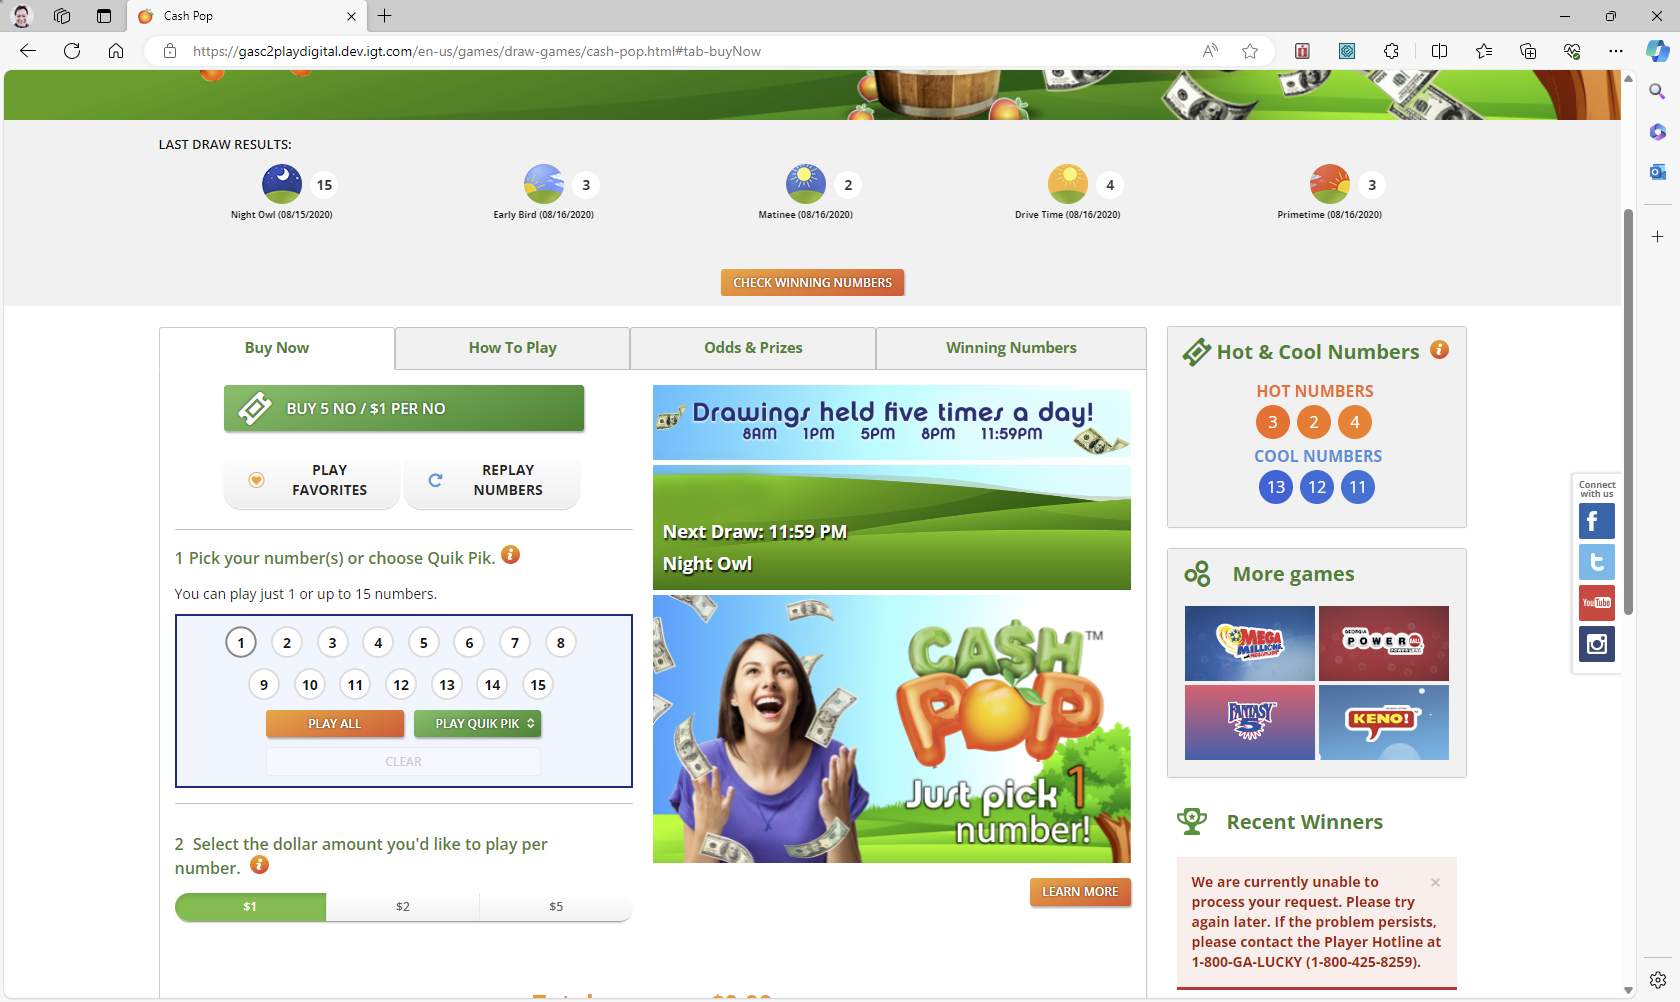 Cash Pop
https://gasc2playdigital.dev.igt.com/en-us/games/draw-games/cash-pop.html#tab-buyNow
LAST DRAW RESULTS:
15
3
2
4
3
Night Owl (08/15/2020)
Early Bird (08/16/2020)
Matinee (08/16/2020)
Drive Time (08/16/2020)
Primetime (08/16/2020)
CHECK WINNING NUMBERS
Buy Now
How To Play
Odds & Prizes
Winning Numbers
BUY 5 NO / $1 PER NO
PLAY
FAVORITES
REPLAY
NUMBERS
1 Pick your number(s) or choose Quik Pik.
You can play just 1 or up to 15 numbers.
1 2 3 4 5 6 7 8
9 10 11 12 13 14 15
PLAY ALL
PLAY QUIK PIK
CLEAR
2 Select the dollar amount you'd like to play per
number.
$1
$2
$5
Drawings held five times a day!
8AM 1PM 5PM 8PM 11:59PM
Next Draw: 11:59 PM
Night Owl
CA$H
POP
TM
Just pick 1
number!
LEARN MORE
Hot & Cool Numbers
HOT NUMBERS
3 2 4
COOL NUMBERS
13 12 11
More games
MEGA
MILLIONS
GEORGIA
POWERBALL
FANTASY
5
KENO!
Recent Winners
We are currently unable to
process your request. Please try
again later. If the problem persists,
please contact the Player Hotline at
1-800-GA-LUCKY (1-800-425-8259).
Connect
with us
YouTube